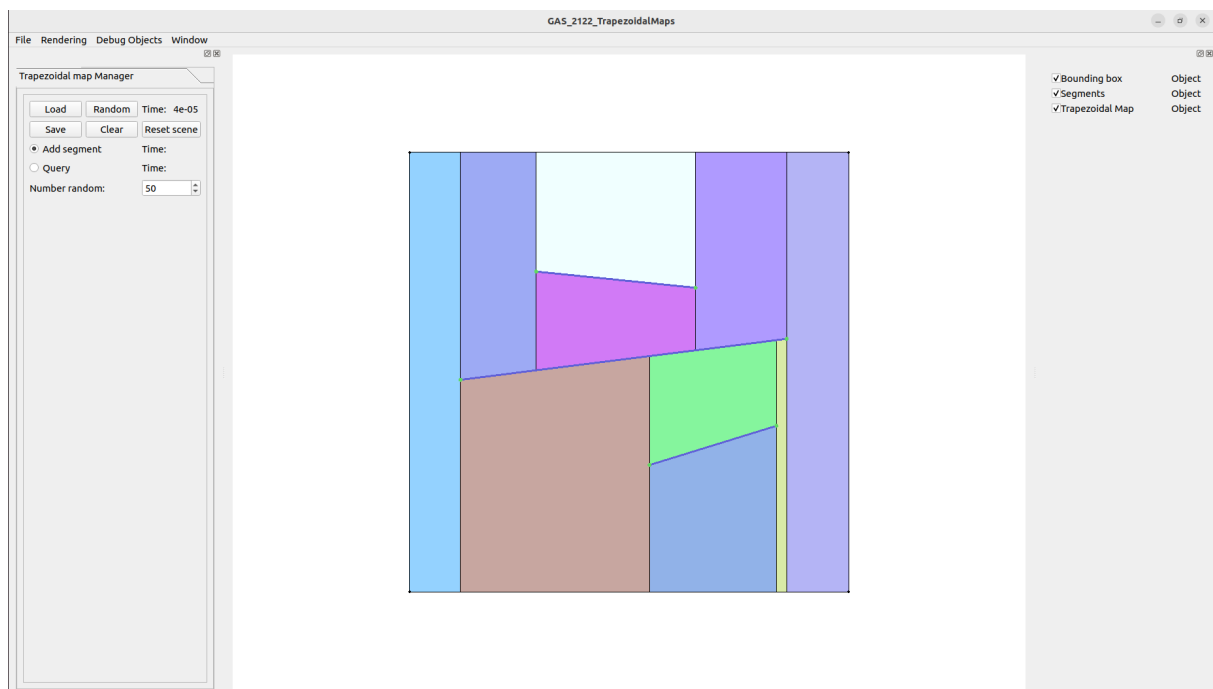 GAS_2122_TrapezoidalMaps
File Rendering Debug Objects Window
Trapezoidal map Manager
Load Random Time: 4e-05
Save Clear Reset scene
Add segment Time:
Query Time:
Number random: 50
Bounding box Object
Segments Object
Trapezoidal Map Object